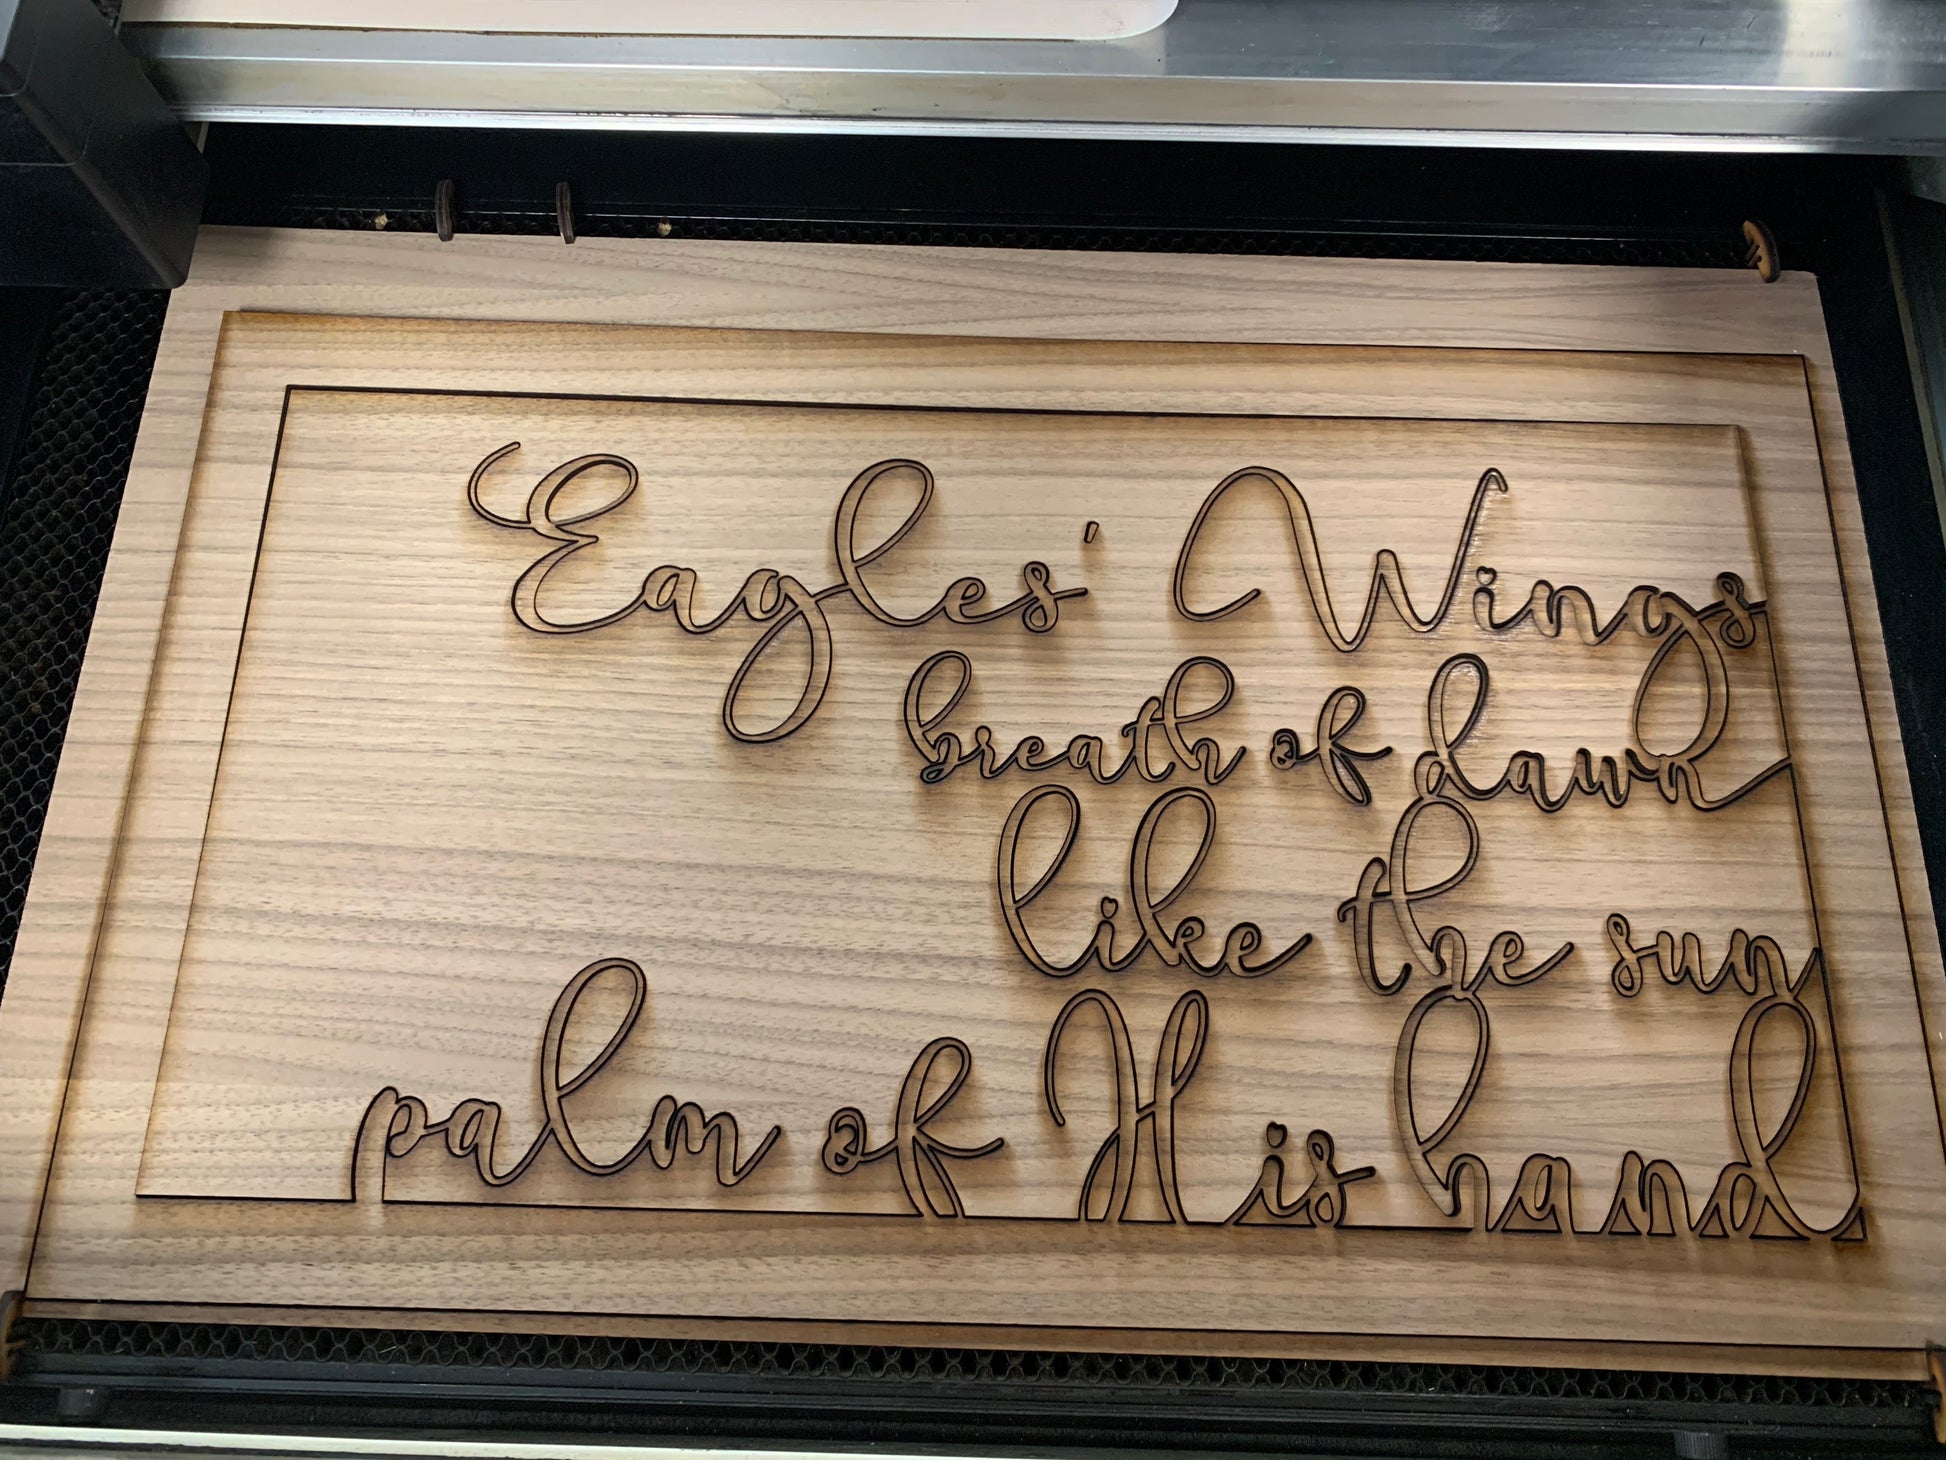 Eagles' Wings
breath of dawn
like the sun
palm of His hand